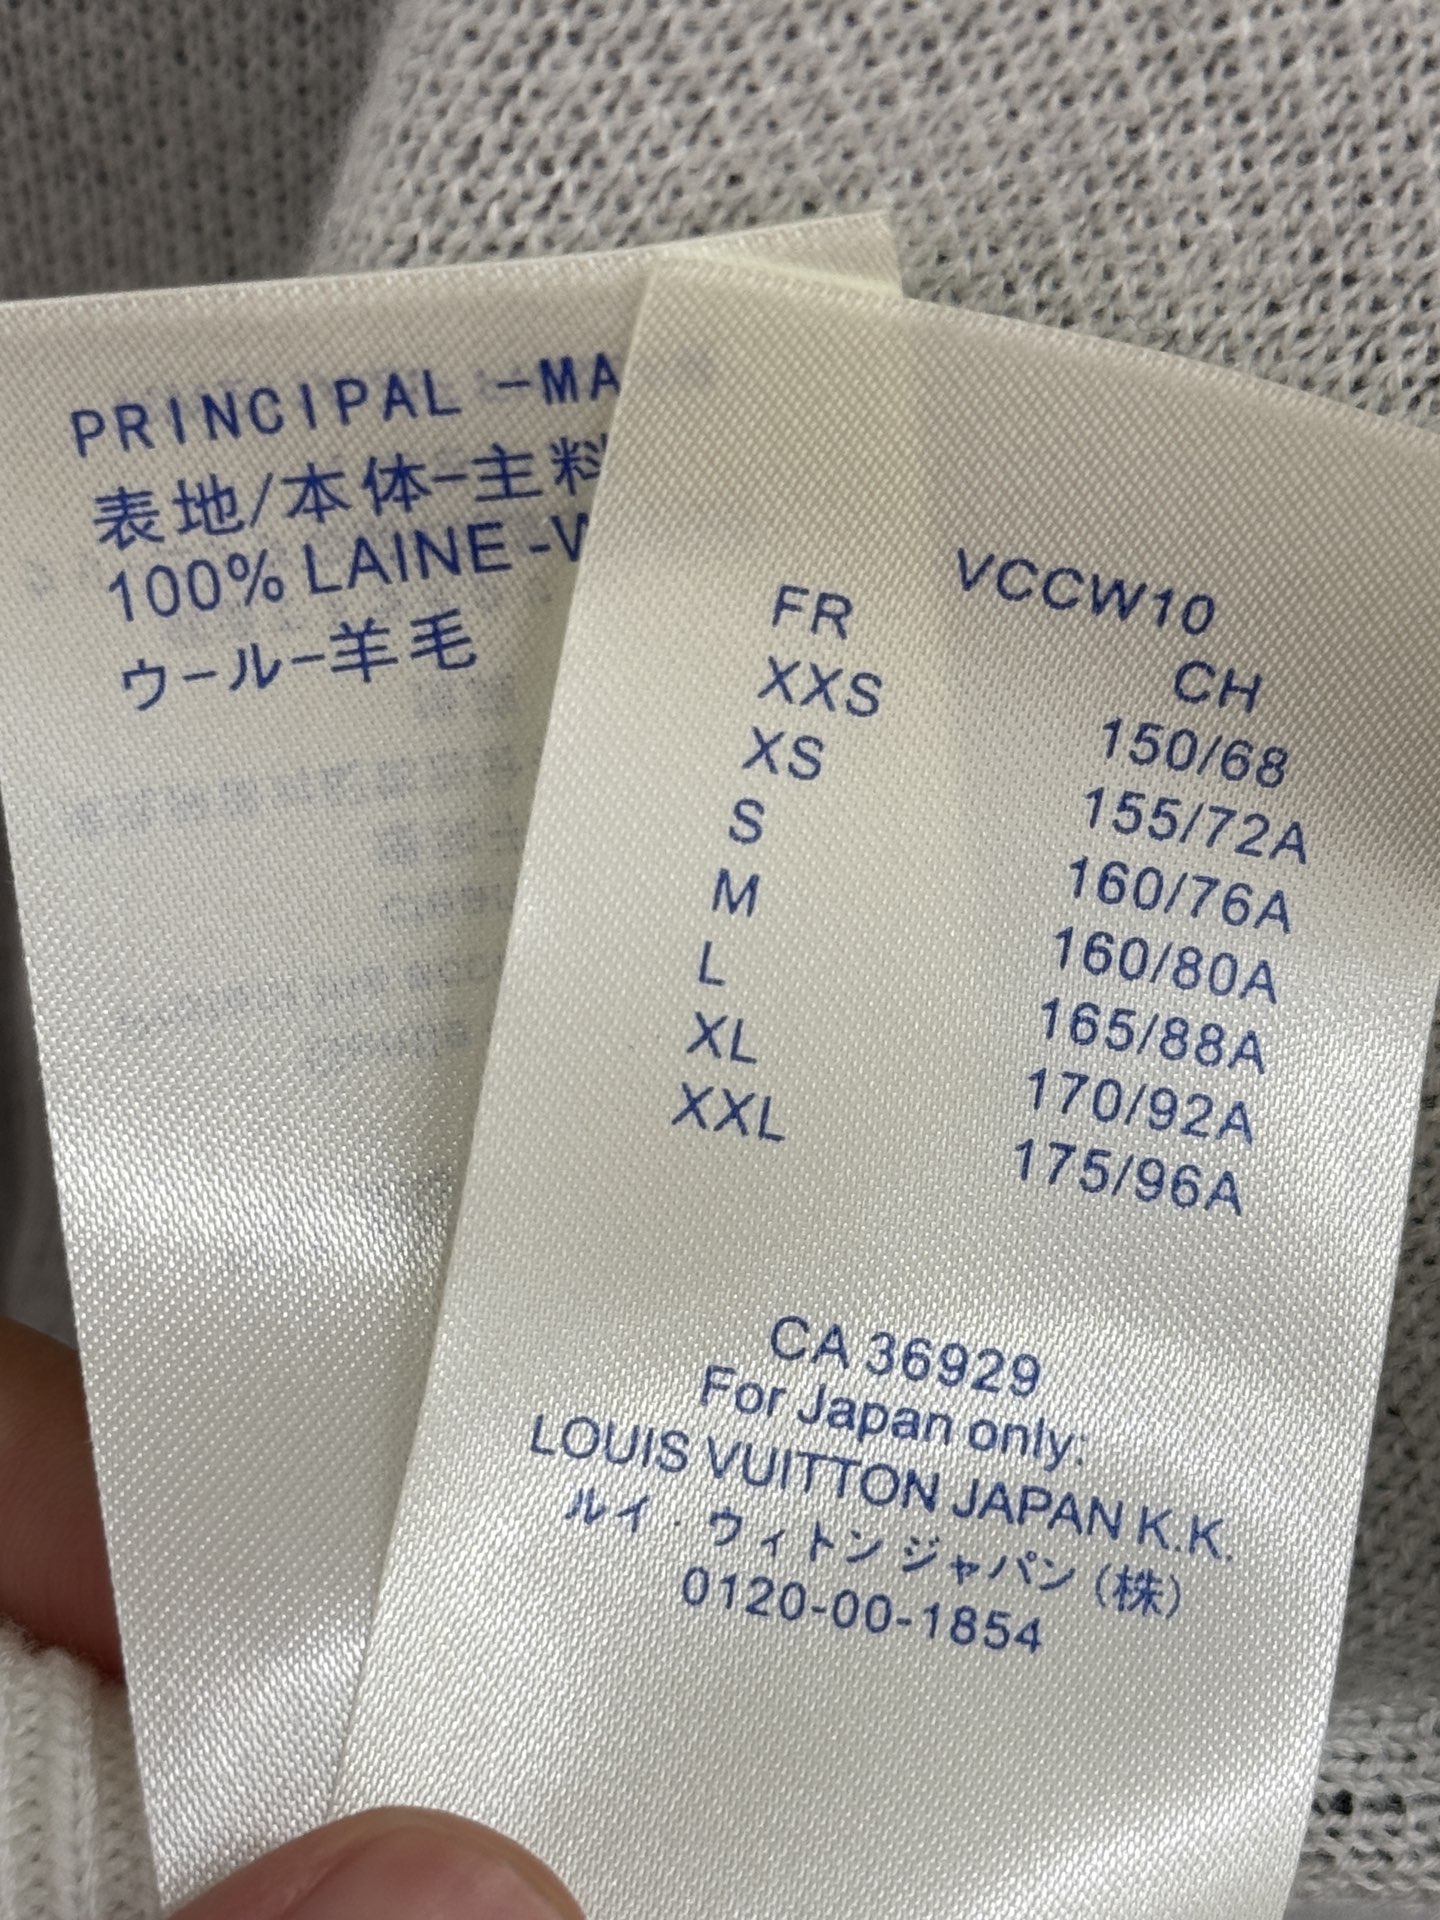 PRINCIPAL -MA
表地/本体-主料
100% LAINE -W
ウール-羊毛
VCCW10
FR CH
XXS 150/68
XS 155/72A
S 160/76A
M 160/80A
L 165/88A
XL 170/92A
XXL 175/96A
CA 36929
For Japan only:
LOUIS VUITTON JAPAN K.K.
ルイ・ウィトン ジャパン (株)
0120-00-1854